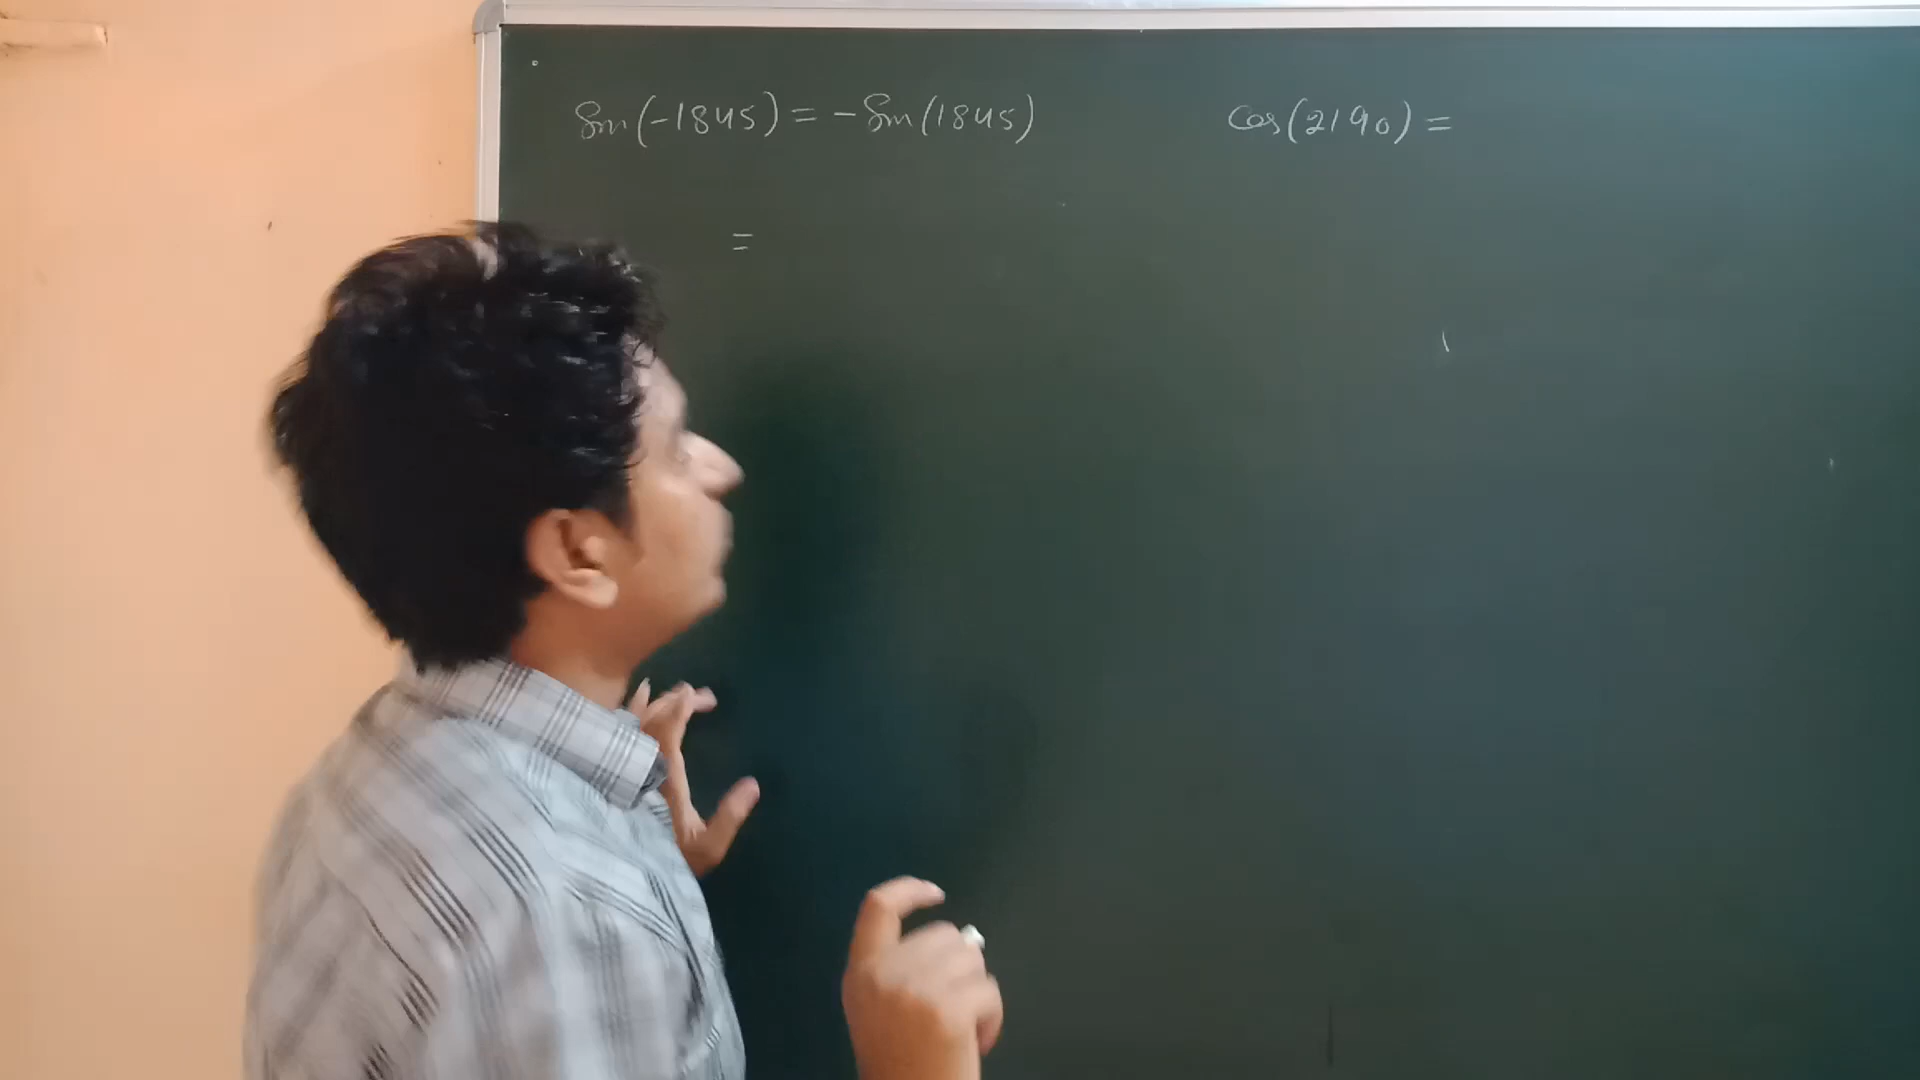 Sin(-1845) = -Sin(1845)
Cos(2190) =
=